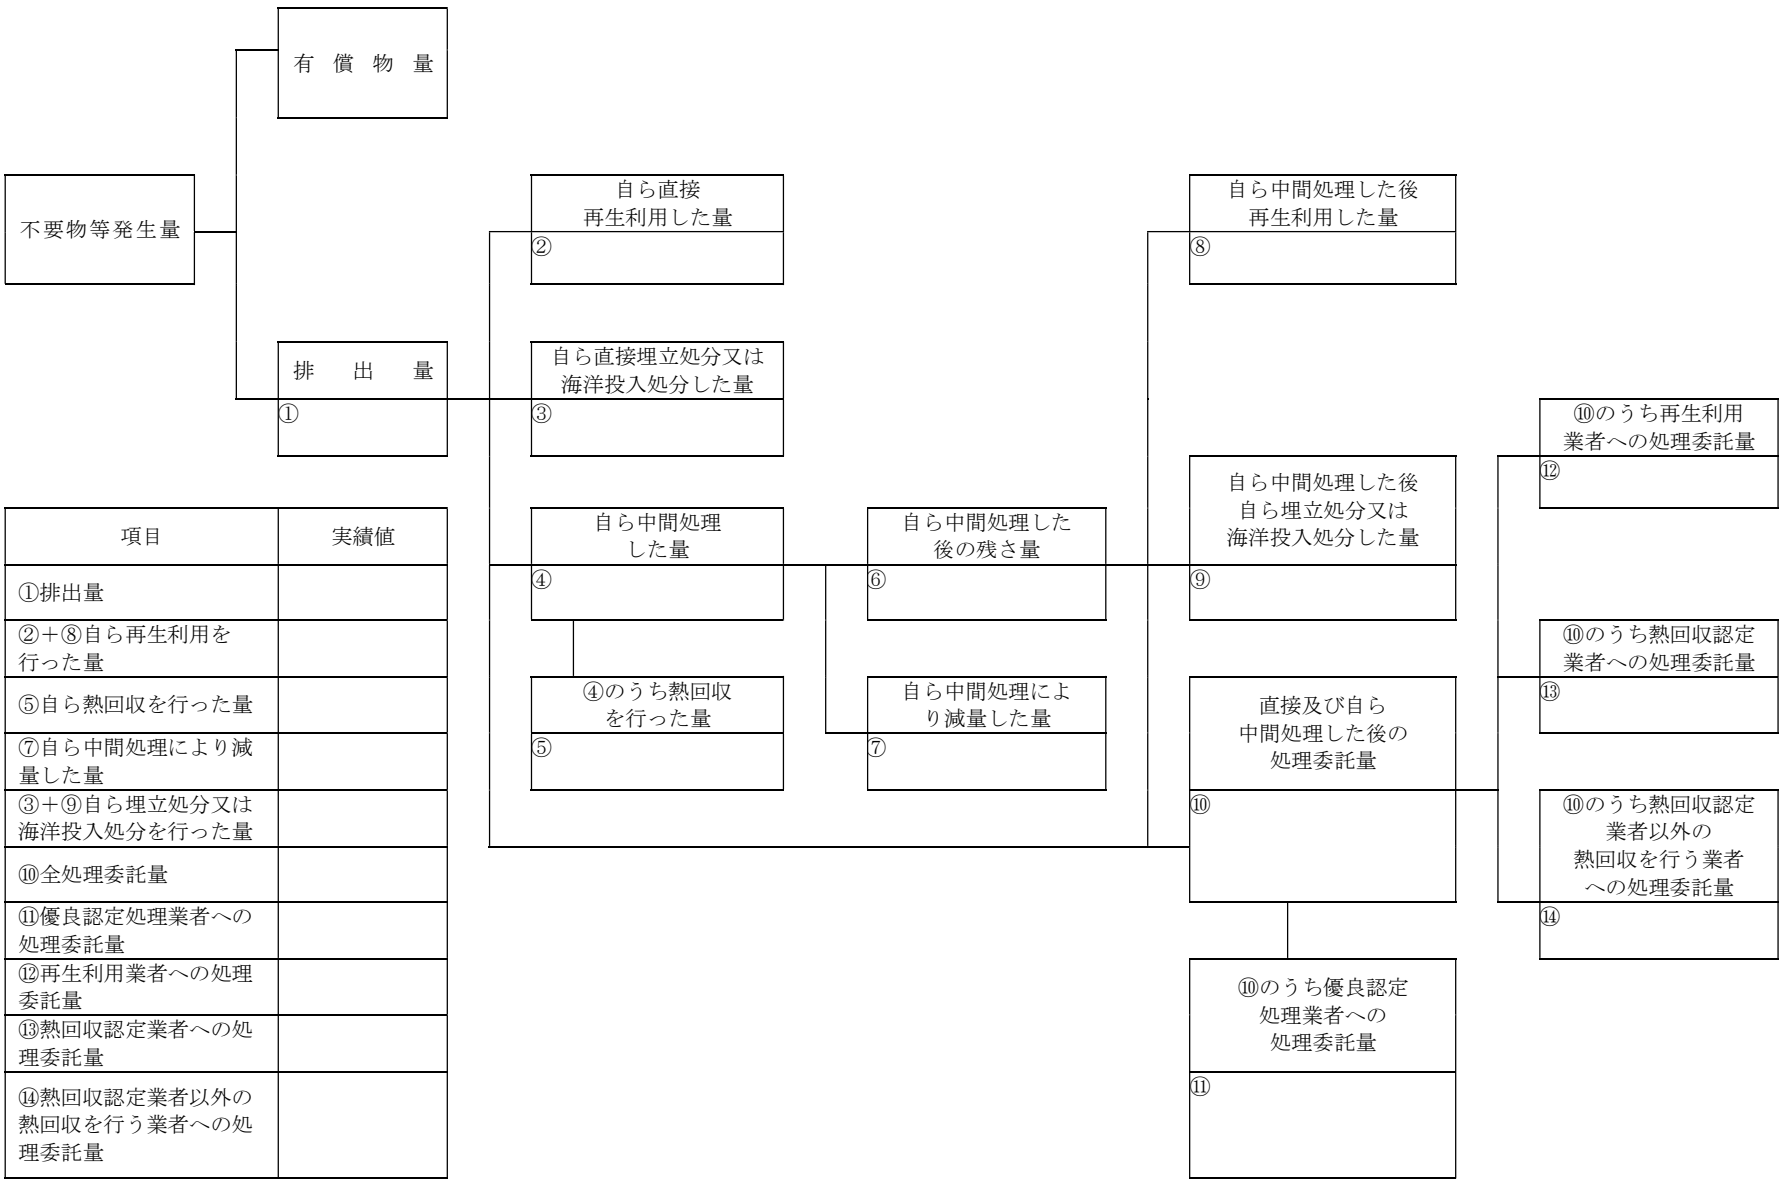 有償物量
不要物等発生量
排出量
①
自ら直接
再生利用した量
②
自ら直接埋立処分又は
海洋投入処分した量
③
自ら中間処理
した量
④
④のうち熱回収
を行った量
⑤
自ら中間処理した
後の残さ量
⑥
自ら中間処理によ
り減量した量
⑦
自ら中間処理した後
再生利用した量
⑧
自ら中間処理した後
自ら埋立処分又は
海洋投入処分した量
⑨
直接及び自ら
中間処理した後の
処理委託量
⑩
⑩のうち優良認定
処理業者への
処理委託量
⑪
⑩のうち再生利用
業者への処理委託量
⑫
⑩のうち熱回収認定
業者への処理委託量
⑬
⑩のうち熱回収認定
業者以外の
熱回収を行う業者
への処理委託量
⑭
項目 実績値
①排出量
②+⑧自ら再生利用を
行った量
⑤自ら熱回収を行った量
⑦自ら中間処理により減
量した量
③+⑨自ら埋立処分又は
海洋投入処分を行った量
⑩全処理委託量
⑪優良認定処理業者への
処理委託量
⑫再生利用業者への処理
委託量
⑬熱回収認定業者への処
理委託量
⑭熱回収認定業者以外の
熱回収を行う業者への処
理委託量